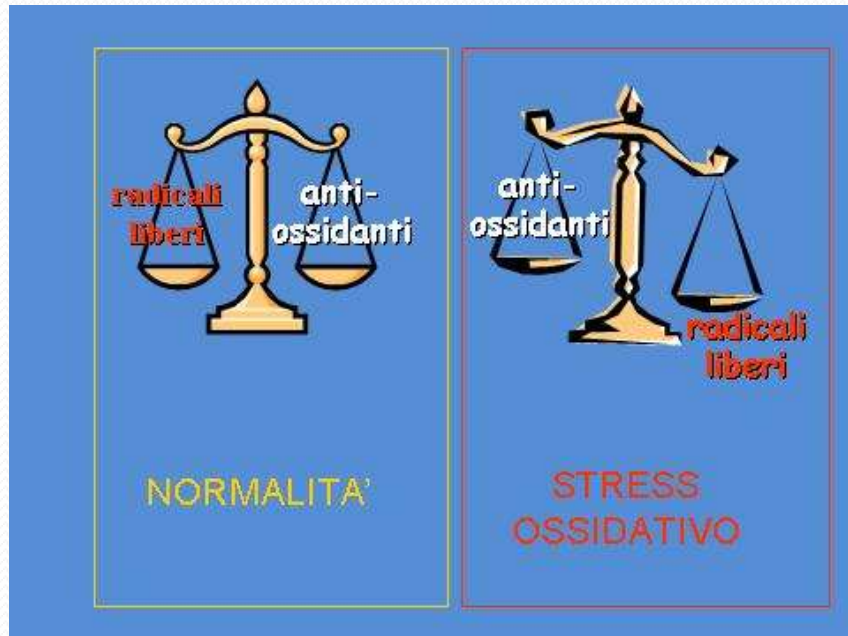 radicali
liberi
anti-
ossidanti
NORMALITA'
anti-
ossidanti
radicali
liberi
STRESS
OSSIDATIVO